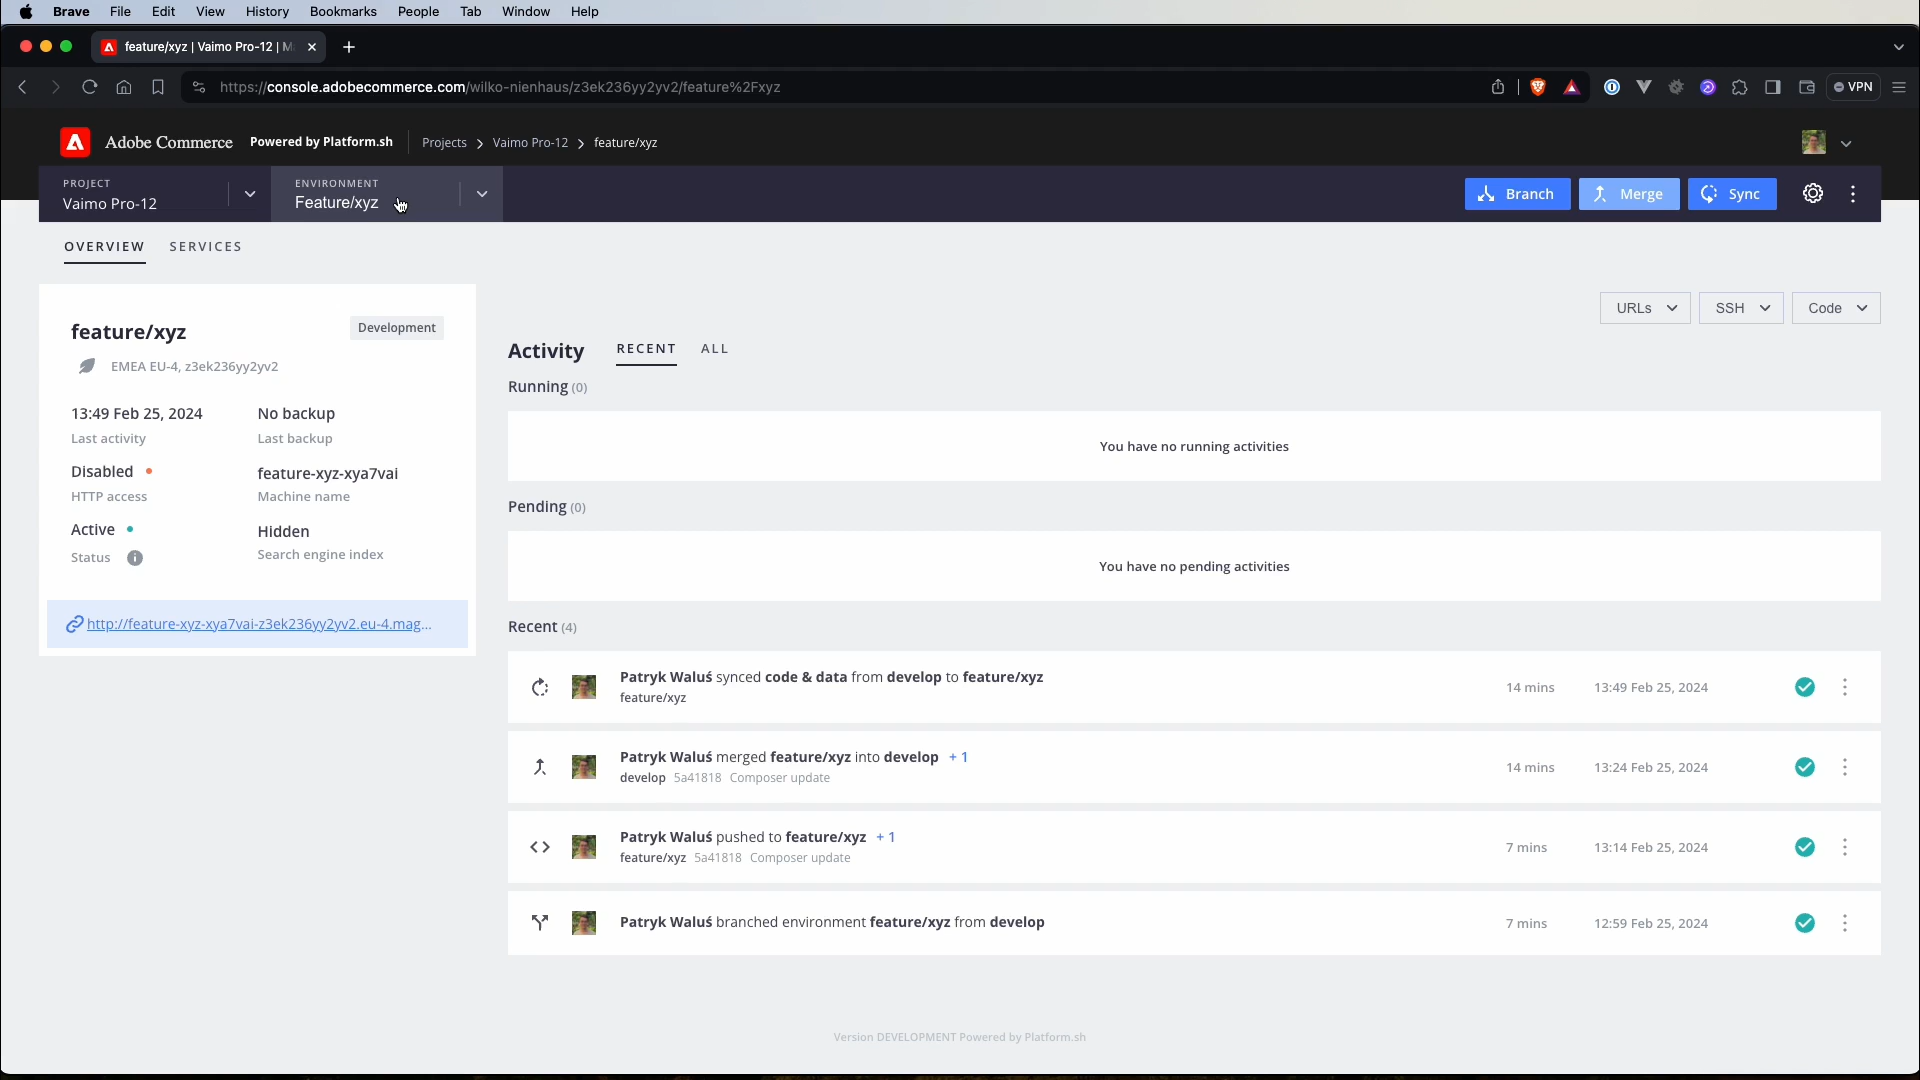 Brave File Edit View History Bookmarks People Tab Window Help
feature/xyz | Vaimo Pro-12 | M
https://console.adobecommerce.com/wilko-nienhaus/z3ek236yy2yv2/feature%2Fxyz
VPN
Adobe Commerce Powered by Platform.sh Projects Vaimo Pro-12 feature/xyz
PROJECT
Vaimo Pro-12
ENVIRONMENT
Feature/xyz
Branch Merge Sync
OVERVIEW SERVICES
URLs SSH Code
feature/xyz Development
EMEA EU-4, z3ek236yy2yv2
13:49 Feb 25, 2024 No backup
Last activity Last backup
Disabled feature-xyz-xya7vai
HTTP access Machine name
Active Hidden
Status Search engine index
http://feature-xyz-xya7vai-z3ek236yy2yv2.eu-4.mag...
Activity RECENT ALL
Running (0)
You have no running activities
Pending (0)
You have no pending activities
Recent (4)
Patryk Waluś synced code & data from develop to feature/xyz
feature/xyz
14 mins 13:49 Feb 25, 2024
Patryk Waluś merged feature/xyz into develop + 1
develop 5a41818 Composer update
14 mins 13:24 Feb 25, 2024
Patryk Waluś pushed to feature/xyz + 1
feature/xyz 5a41818 Composer update
7 mins 13:14 Feb 25, 2024
Patryk Waluś branched environment feature/xyz from develop
7 mins 12:59 Feb 25, 2024
Version DEVELOPMENT Powered by Platform.sh